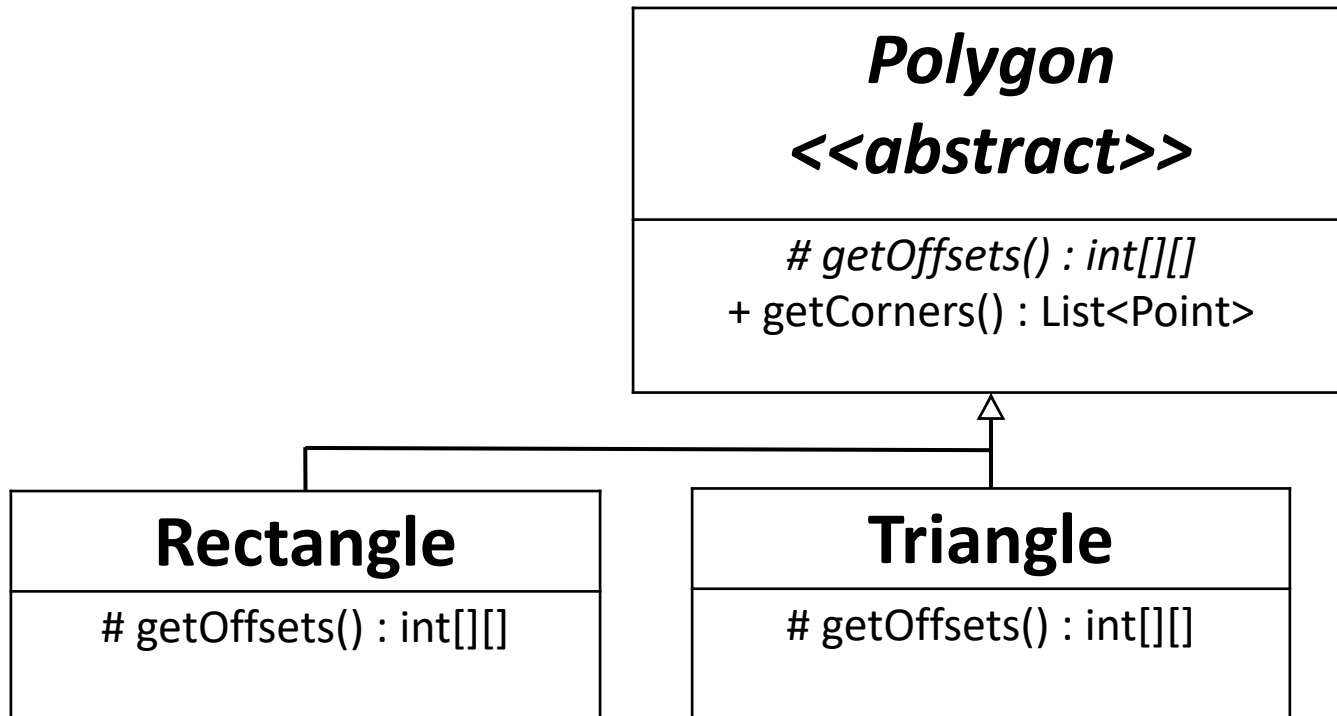 Polygon
<<abstract>>
# getOffsets() : int[][]
+ getCorners() : List<Point>
Rectangle
# getOffsets() : int[][]
Triangle
# getOffsets() : int[][]